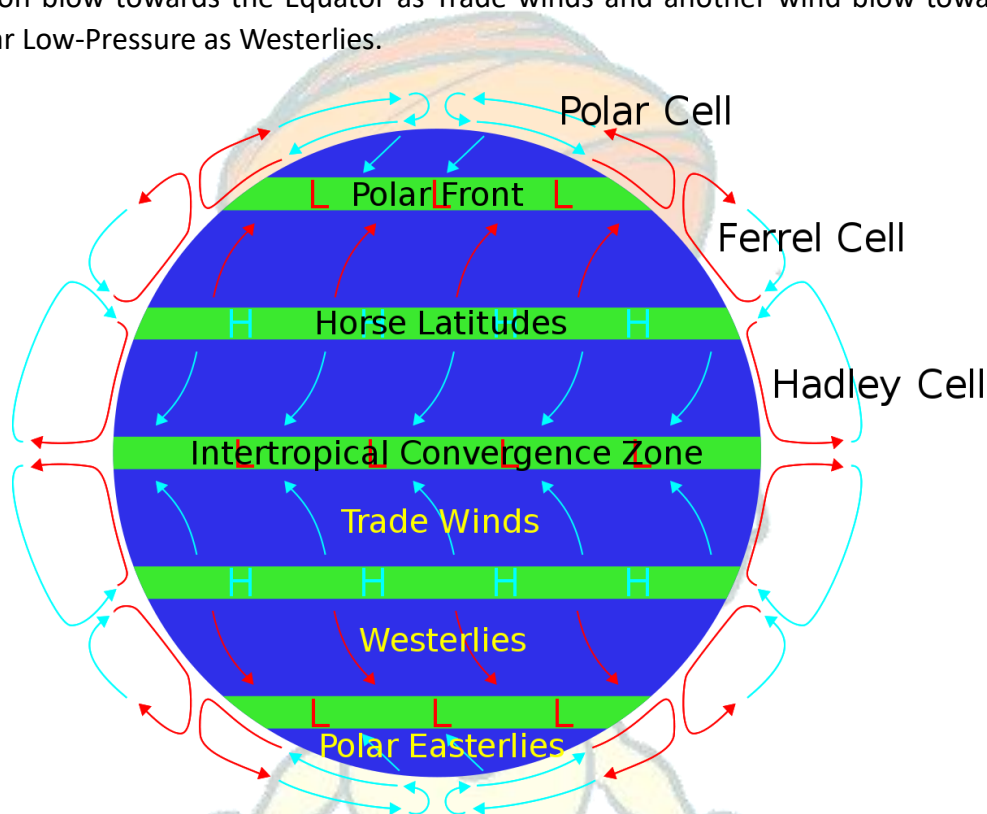 on blow towards the Equator as Trade winds and another wind blow towa
ar Low-Pressure as Westerlies.
Polar Cell
L Polar L Front L
Ferrel Cell
H Horse Latitudes H H H
Hadley Cell
L Intertropical Convergence Zone L L L
Trade Winds
H H H H
Westerlies
L L L
Polar Easterlies